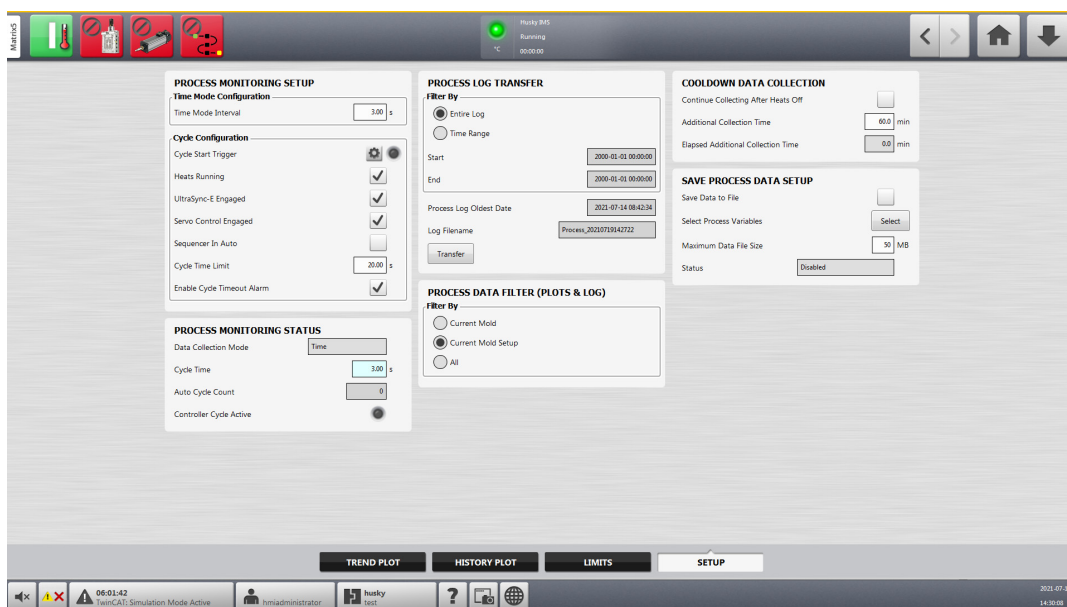 Matrix5
Husky IMS
Running
°C
00:00:00
PROCESS MONITORING SETUP
Time Mode Configuration
Time Mode Interval 3.00 s
Cycle Configuration
Cycle Start Trigger
Heats Running
UltraSync-E Engaged
Servo Control Engaged
Sequencer In Auto
Cycle Time Limit 20.00 s
Enable Cycle Timeout Alarm
PROCESS MONITORING STATUS
Data Collection Mode Time
Cycle Time 3.00 s
Auto Cycle Count 0
Controller Cycle Active
PROCESS LOG TRANSFER
Filter By
Entire Log
Time Range
Start 2000-01-01 00:00:00
End 2000-01-01 00:00:00
Process Log Oldest Date 2021-07-14 08:42:34
Log Filename Process_20210719142722
Transfer
PROCESS DATA FILTER (PLOTS & LOG)
Filter By
Current Mold
Current Mold Setup
All
COOLDOWN DATA COLLECTION
Continue Collecting After Heats Off
Additional Collection Time 60.0 min
Elapsed Additional Collection Time 0.0 min
SAVE PROCESS DATA SETUP
Save Data to File
Select Process Variables Select
Maximum Data File Size 50 MB
Status Disabled
TREND PLOT
HISTORY PLOT
LIMITS
SETUP
06:01:42
TwinCAT: Simulation Mode Active
hmiadministrator
husky
test
?
14:30:08